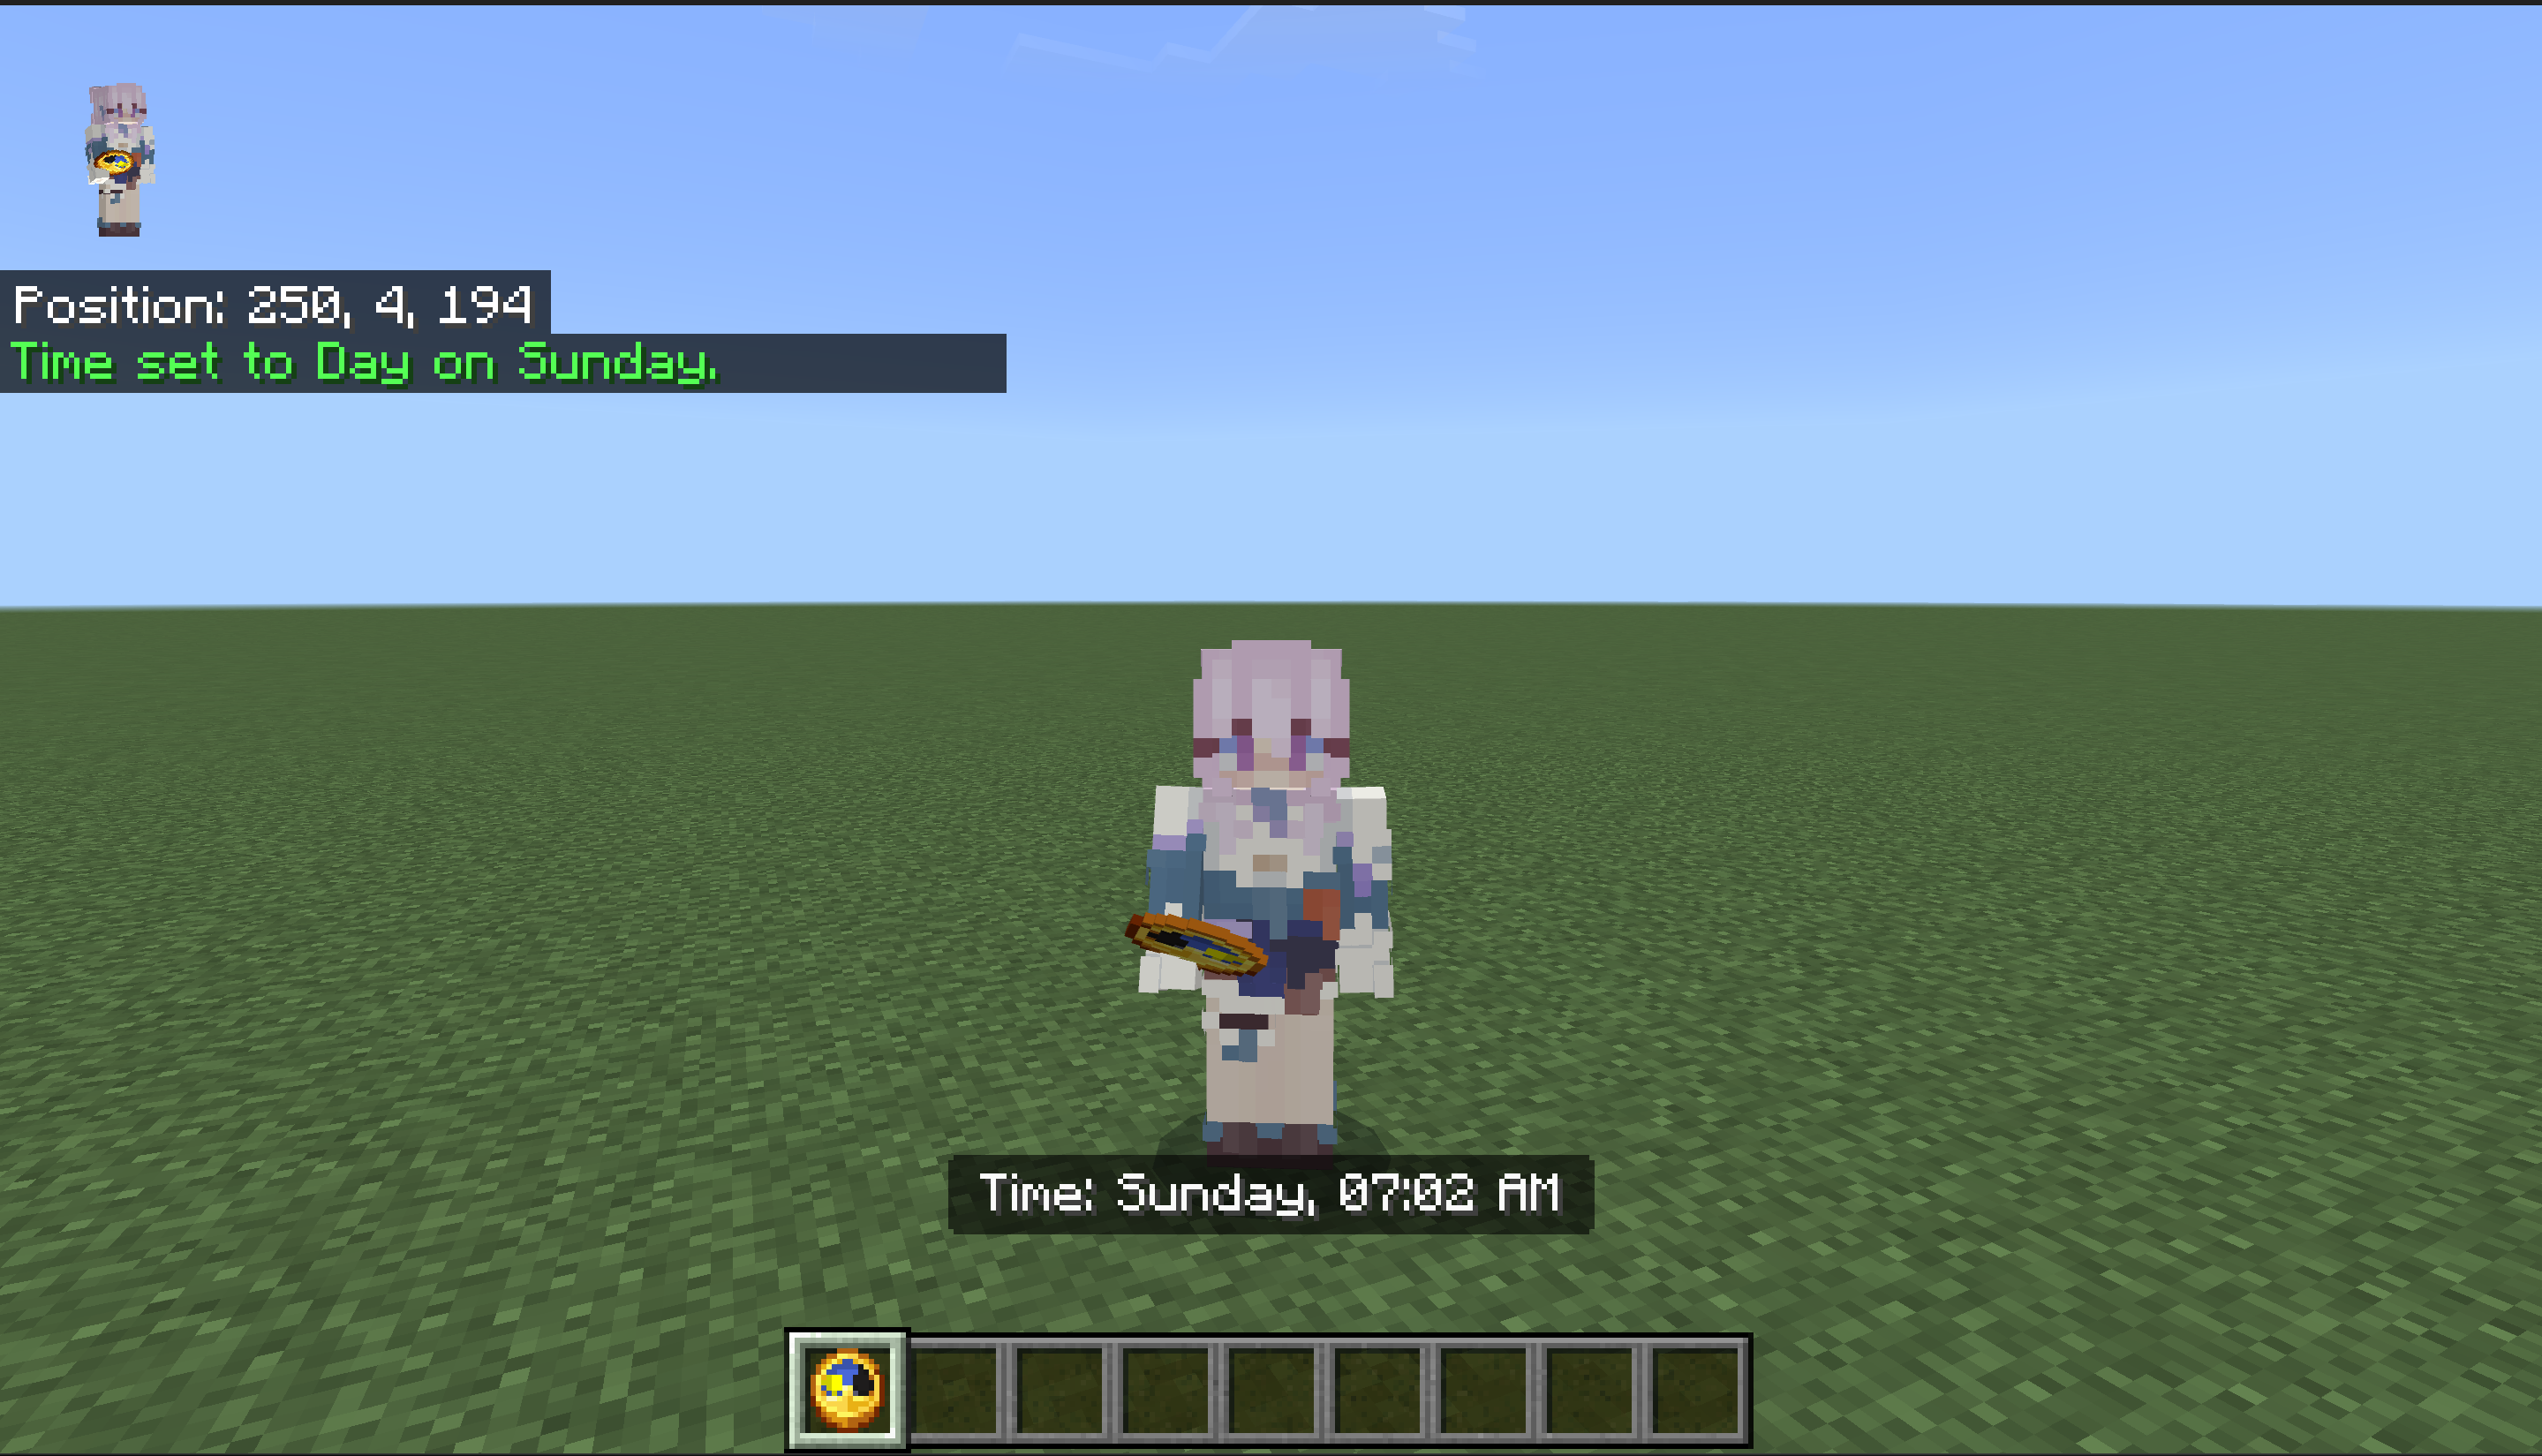 Position: 250, 4, 194
Time set to Day on Sunday.
Time: Sunday, 07:02 AM